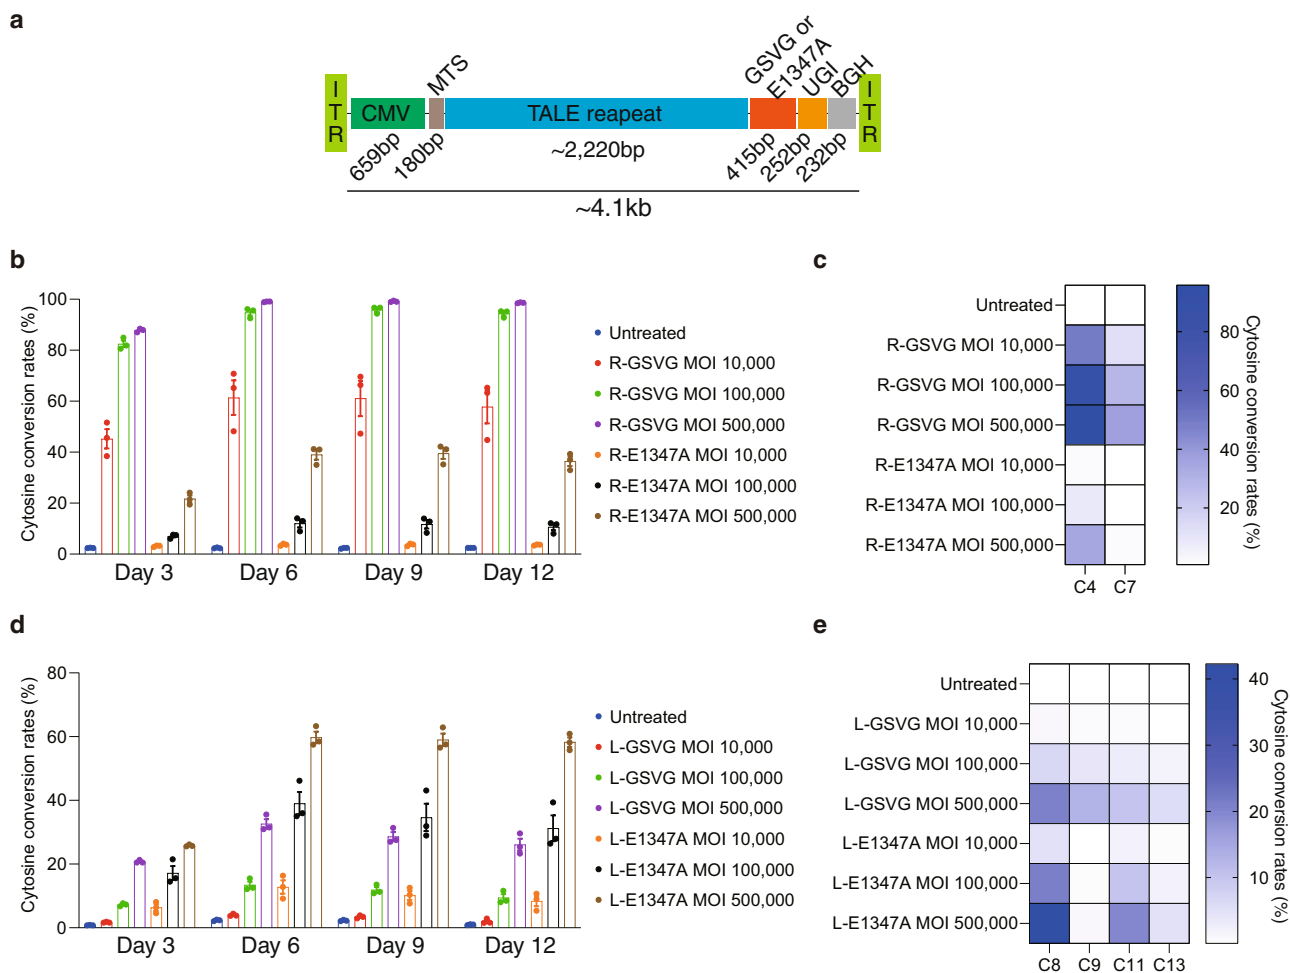 a
GSVG or
E1347A
MTS
UGI
BGH
ITR
CMV
TALE reapeat
ITR
659bp
180bp
~2,220bp
415bp
252bp
232bp
~4.1kb
b
Cytosine conversion rates (%)
100
80
60
40
20
0
Day 3
Day 6
Day 9
Day 12
Untreated
R-GSVG MOI 10,000
R-GSVG MOI 100,000
R-GSVG MOI 500,000
R-E1347A MOI 10,000
R-E1347A MOI 100,000
R-E1347A MOI 500,000
c
Untreated
R-GSVG MOI 10,000
R-GSVG MOI 100,000
R-GSVG MOI 500,000
R-E1347A MOI 10,000
R-E1347A MOI 100,000
R-E1347A MOI 500,000
C4
C7
80
60
40
20
Cytosine conversion rates (%)
d
Cytosine conversion rates (%)
80
60
40
20
0
Day 3
Day 6
Day 9
Day 12
Untreated
L-GSVG MOI 10,000
L-GSVG MOI 100,000
L-GSVG MOI 500,000
L-E1347A MOI 10,000
L-E1347A MOI 100,000
L-E1347A MOI 500,000
e
Untreated
L-GSVG MOI 10,000
L-GSVG MOI 100,000
L-GSVG MOI 500,000
L-E1347A MOI 10,000
L-E1347A MOI 100,000
L-E1347A MOI 500,000
C8
C9
C11
C13
40
30
20
10
Cytosine conversion rates (%)